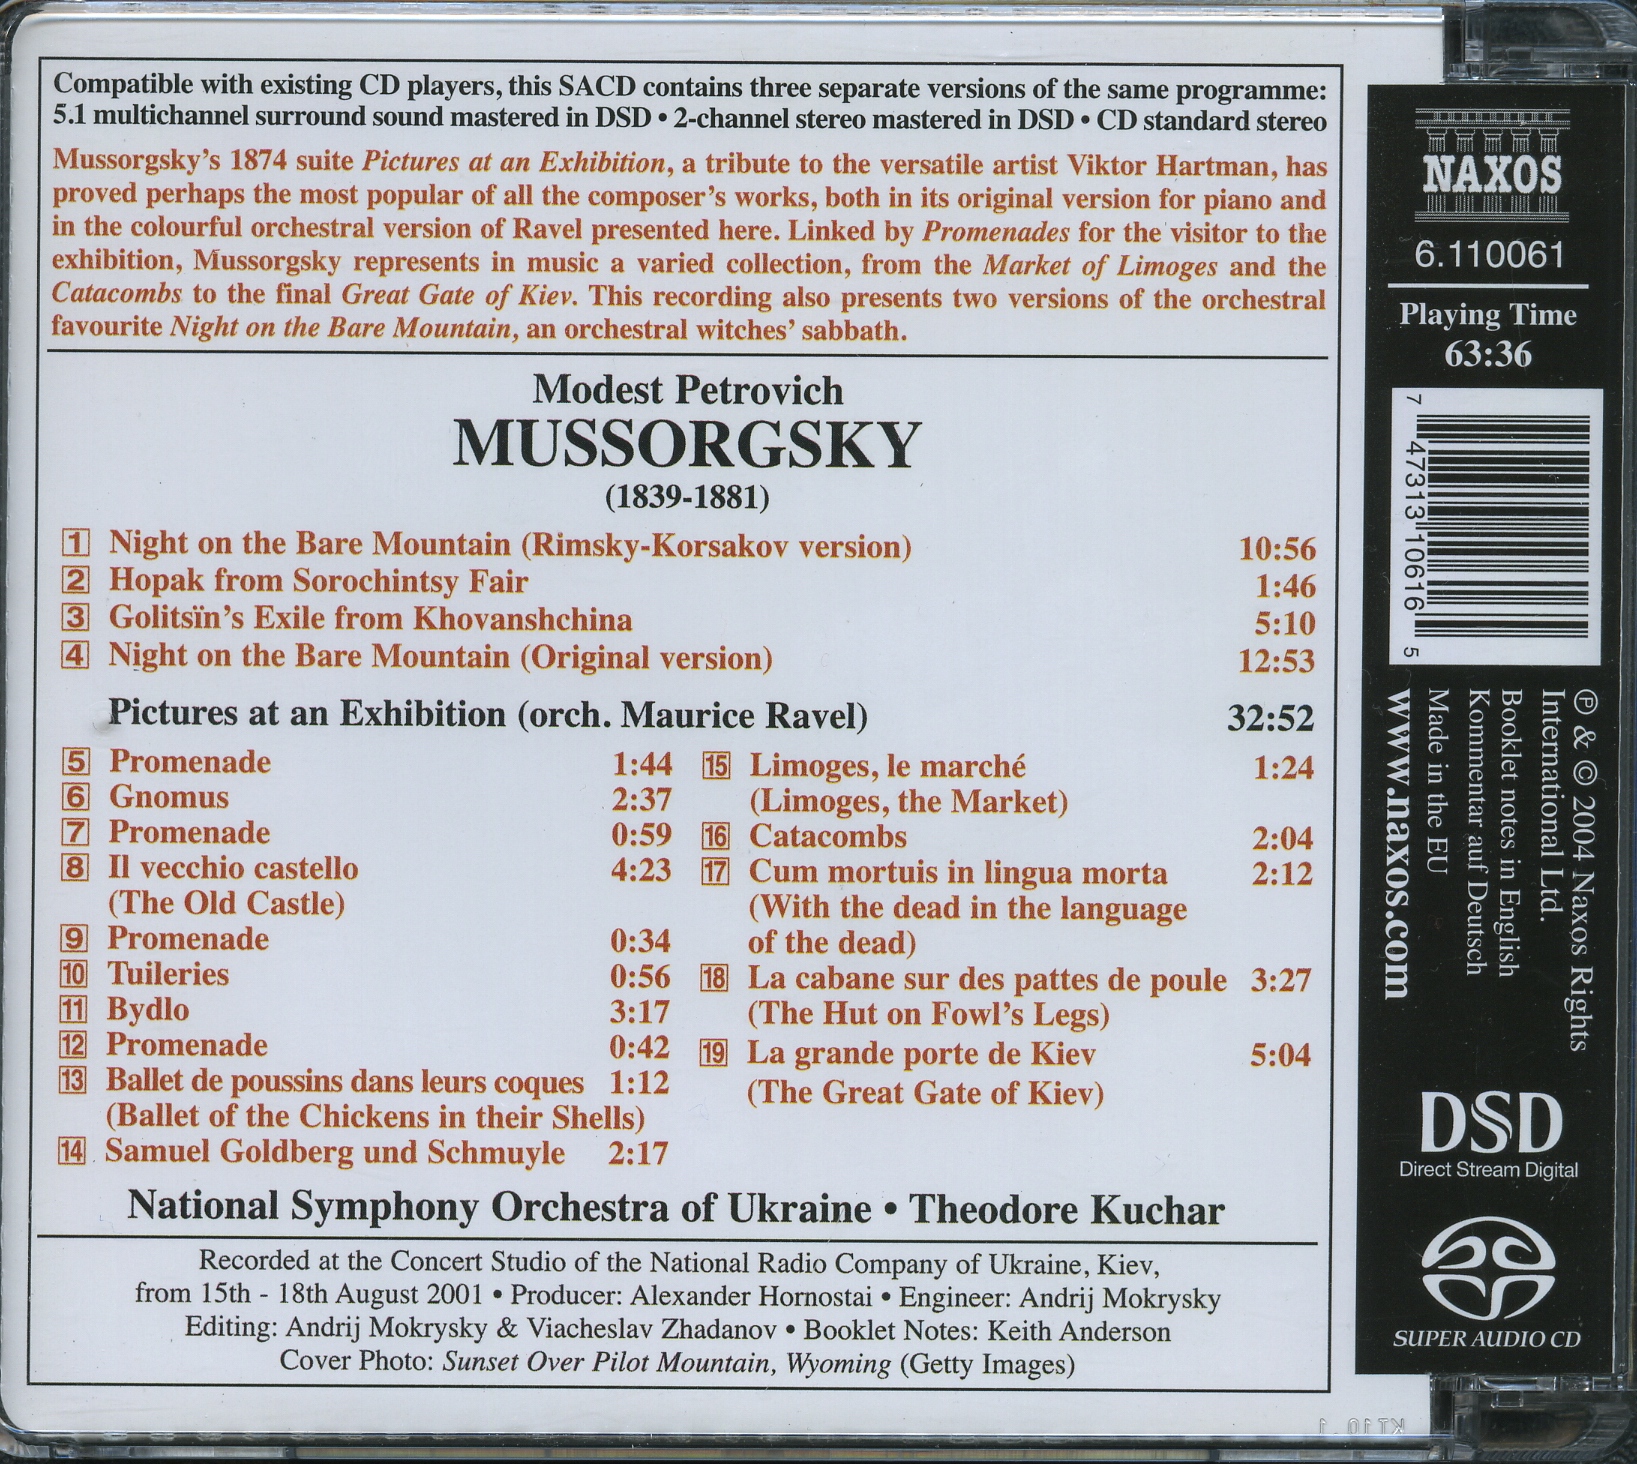 Compatible with existing CD players, this SACD contains three separate versions of the same programme:
5.1 multichannel surround sound mastered in DSD • 2-channel stereo mastered in DSD • CD standard stereo
Mussorgsky's 1874 suite Pictures at an Exhibition, a tribute to the versatile artist Viktor Hartman, has
proved perhaps the most popular of all the composer's works, both in its original version for piano and
in the colourful orchestral version of Ravel presented here. Linked by Promenades for the visitor to the
exhibition, Mussorgsky represents in music a varied collection, from the Market of Limoges and the
Catacombs to the final Great Gate of Kiev. This recording also presents two versions of the orchestral
favourite Night on the Bare Mountain, an orchestral witches' sabbath.
Modest Petrovich
MUSSORGSKY
(1839-1881)
1 Night on the Bare Mountain (Rimsky-Korsakov version) 10:56
2 Hopak from Sorochintsy Fair 1:46
3 Golitsïn's Exile from Khovanshchina 5:10
4 Night on the Bare Mountain (Original version) 12:53
Pictures at an Exhibition (orch. Maurice Ravel) 32:52
5 Promenade 1:44
6 Gnomus 2:37
7 Promenade 0:59
8 Il vecchio castello 4:23
(The Old Castle)
9 Promenade 0:34
10 Tuileries 0:56
11 Bydlo 3:17
12 Promenade 0:42
13 Ballet de poussins dans leurs coques 1:12
(Ballet of the Chickens in their Shells)
14 Samuel Goldberg und Schmuyle 2:17
15 Limoges, le marché 1:24
(Limoges, the Market)
16 Catacombs 2:04
17 Cum mortuis in lingua morta 2:12
(With the dead in the language
of the dead)
18 La cabane sur des pattes de poule 3:27
(The Hut on Fowl's Legs)
19 La grande porte de Kiev 5:04
(The Great Gate of Kiev)
National Symphony Orchestra of Ukraine • Theodore Kuchar
Recorded at the Concert Studio of the National Radio Company of Ukraine, Kiev,
from 15th - 18th August 2001 • Producer: Alexander Hornostai • Engineer: Andrij Mokrysky
Editing: Andrij Mokrysky & Viacheslav Zhadanov • Booklet Notes: Keith Anderson
Cover Photo: Sunset Over Pilot Mountain, Wyoming (Getty Images)
NAXOS
6.110061
Playing Time
63:36
7 47313 10616 5
℗ & © 2004 Naxos Rights
International Ltd.
Booklet notes in English
Kommentar auf Deutsch
Made in the EU
www.naxos.com
DSD
Direct Stream Digital
SUPER AUDIO CD